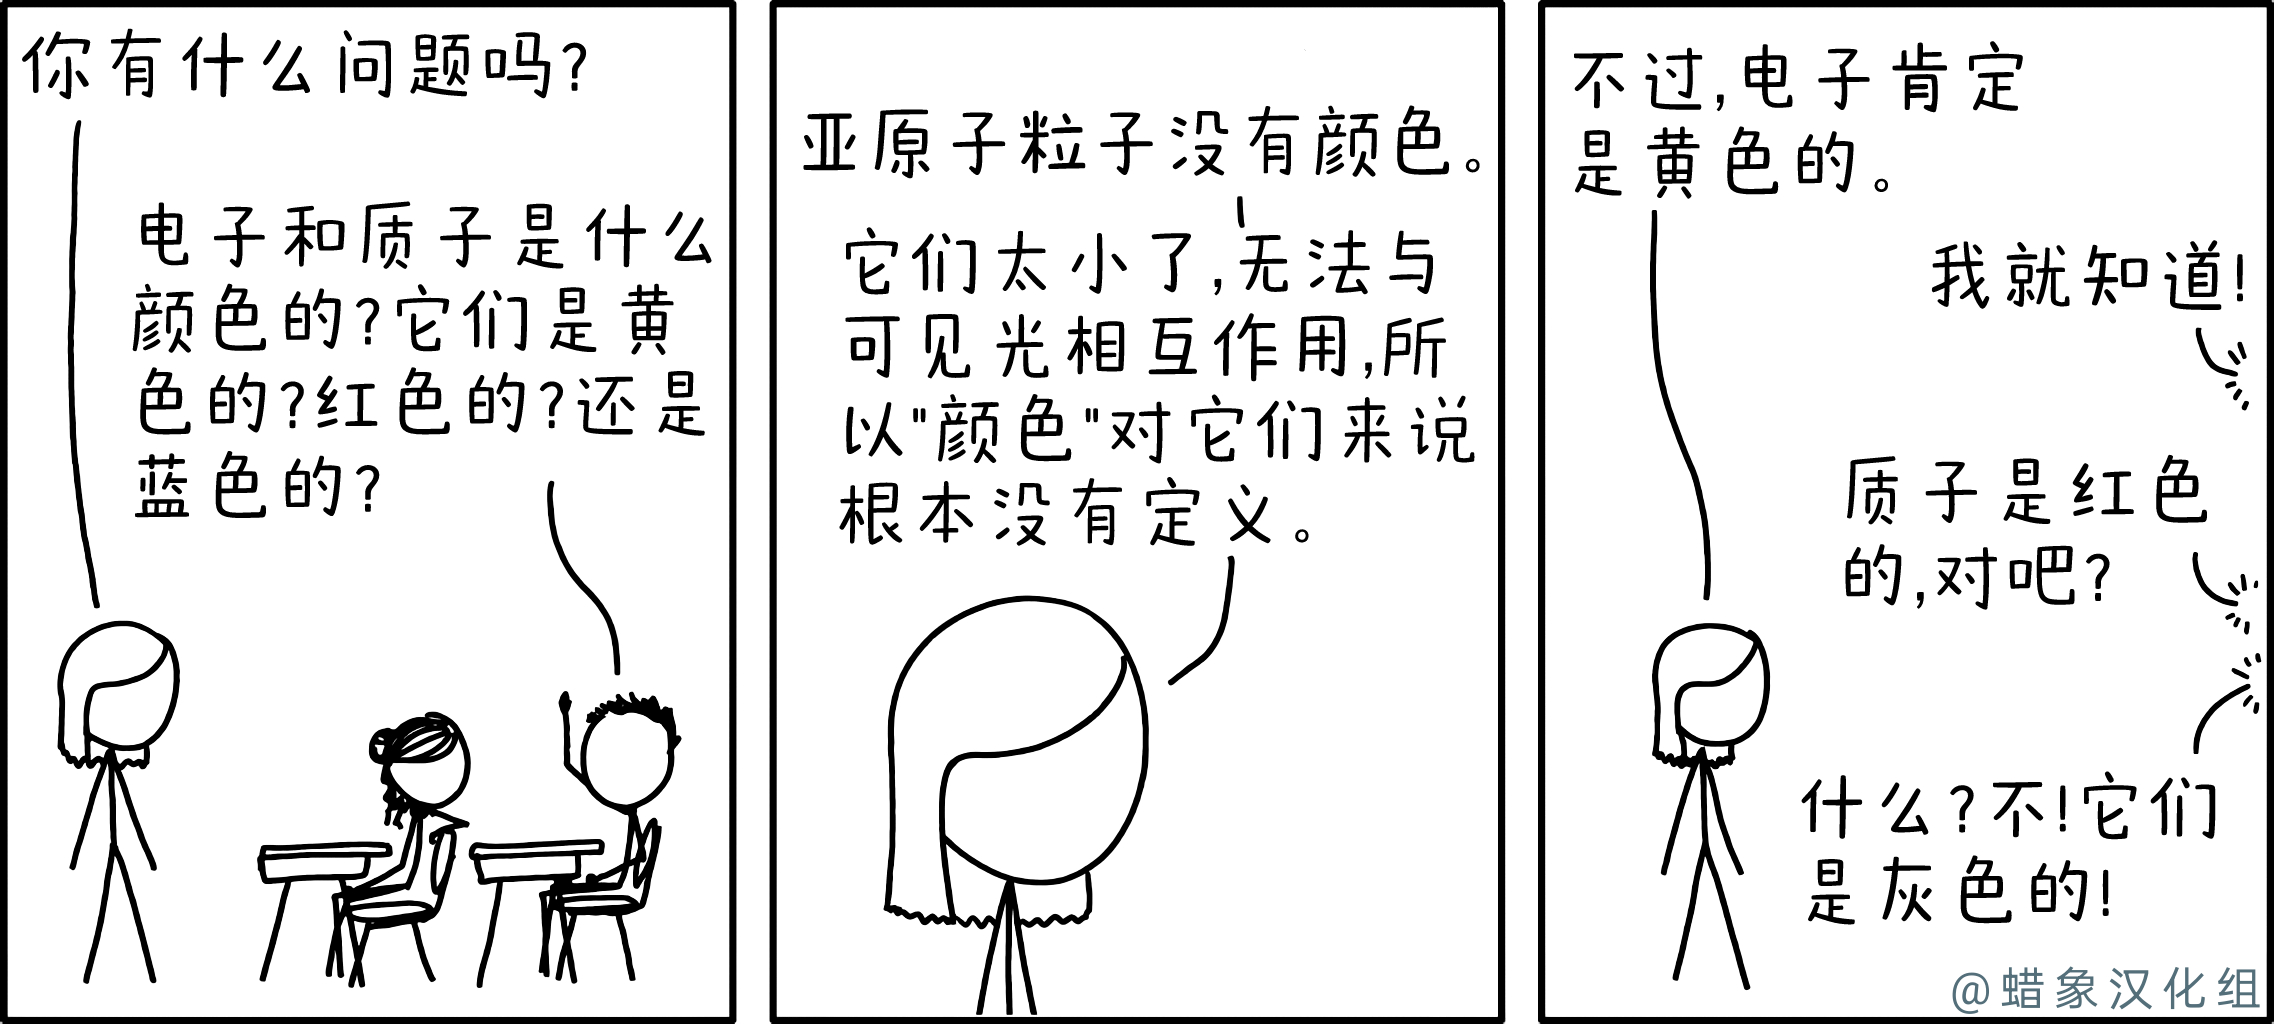 你有什么问题吗?
电子和质子是什么
颜色的?它们是黄
色的?红色的?还是
蓝色的?
亚原子粒子没有颜色。
它们太小了,无法与
可见光相互作用,所
以"颜色"对它们来说
根本没有定义。
不过,电子肯定
是黄色的。
我就知道!
质子是红色
的,对吧?
什么?不!它们
是灰色的!
@蜡象汉化组